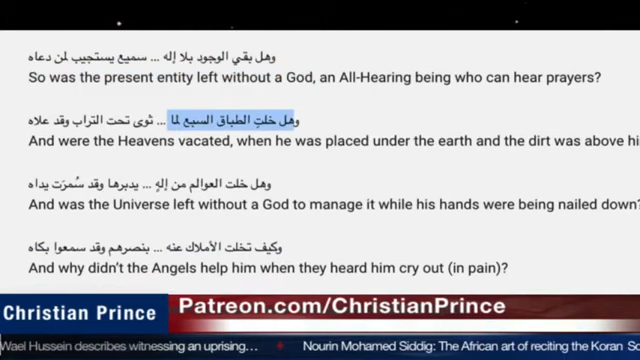 وهل بقي الوجود بلا إله ... سميع يستجيب لمن دعاه
So was the present entity left without a God, an All-Hearing being who can hear prayers?
وهل خلتِ الطباق السبع لما ... ثوى تحت التراب وقد علاه
And were the Heavens vacated, when he was placed under the earth and the dirt was above
وهل خلت العوالم من إلهٍ ... يدبرها وقد سُمرَت يداه
And was the Universe left without a God to manage it while his hands were being nailed down?
وكيف تخلت الأملاك عنه ... بنصرهم وقد سمعوا بكاه
And why didn't the Angels help him when they heard him cry out (in pain)?
Christian Prince
Patreon.com/ChristianPrince
Wael Hussein describes witnessing an uprising...
Nourin Mohamed Siddig: The African art of reciting the Koran